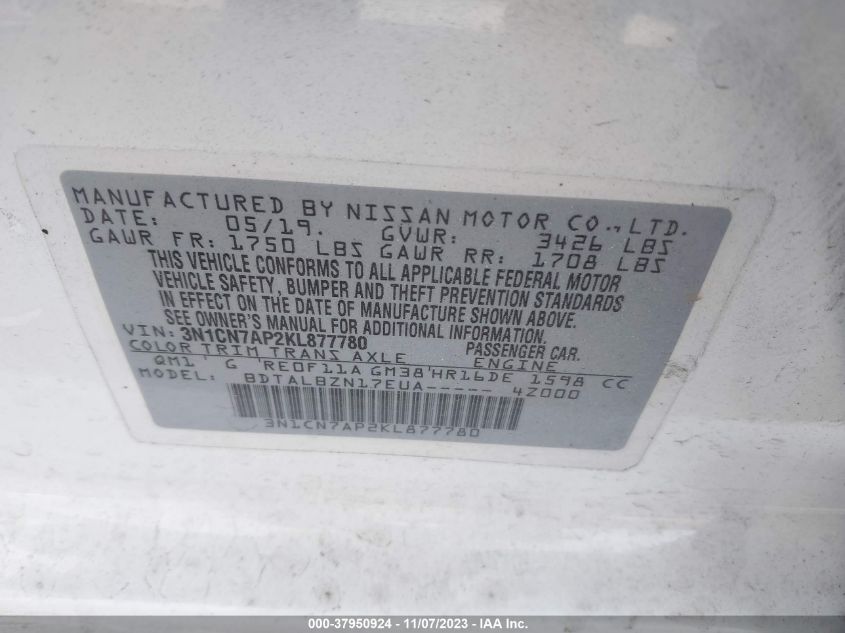 MANUFACTURED BY NISSAN MOTOR CO.,LTD.
DATE: 05/19. GVWR: 3426 LBS
GAWR FR: 1750 LBS GAWR RR: 1708 LBS
THIS VEHICLE CONFORMS TO ALL APPLICABLE FEDERAL MOTOR
VEHICLE SAFETY, BUMPER AND THEFT PREVENTION STANDARDS
IN EFFECT ON THE DATE OF MANUFACTURE SHOWN ABOVE.
SEE OWNER'S MANUAL FOR ADDITIONAL INFORMATION.
VIN: 3N1CN7AP2KL877780 PASSENGER CAR.
COLOR TRIM TRANS AXLE ENGINE
QM1 G RE0F11A GM38 HR16DE 1598 CC
MODEL: BDTALBZN17EUA----- 4Z000
3N1CN7AP2KL877780
000-37950924 - 11/07/2023 - IAA Inc.